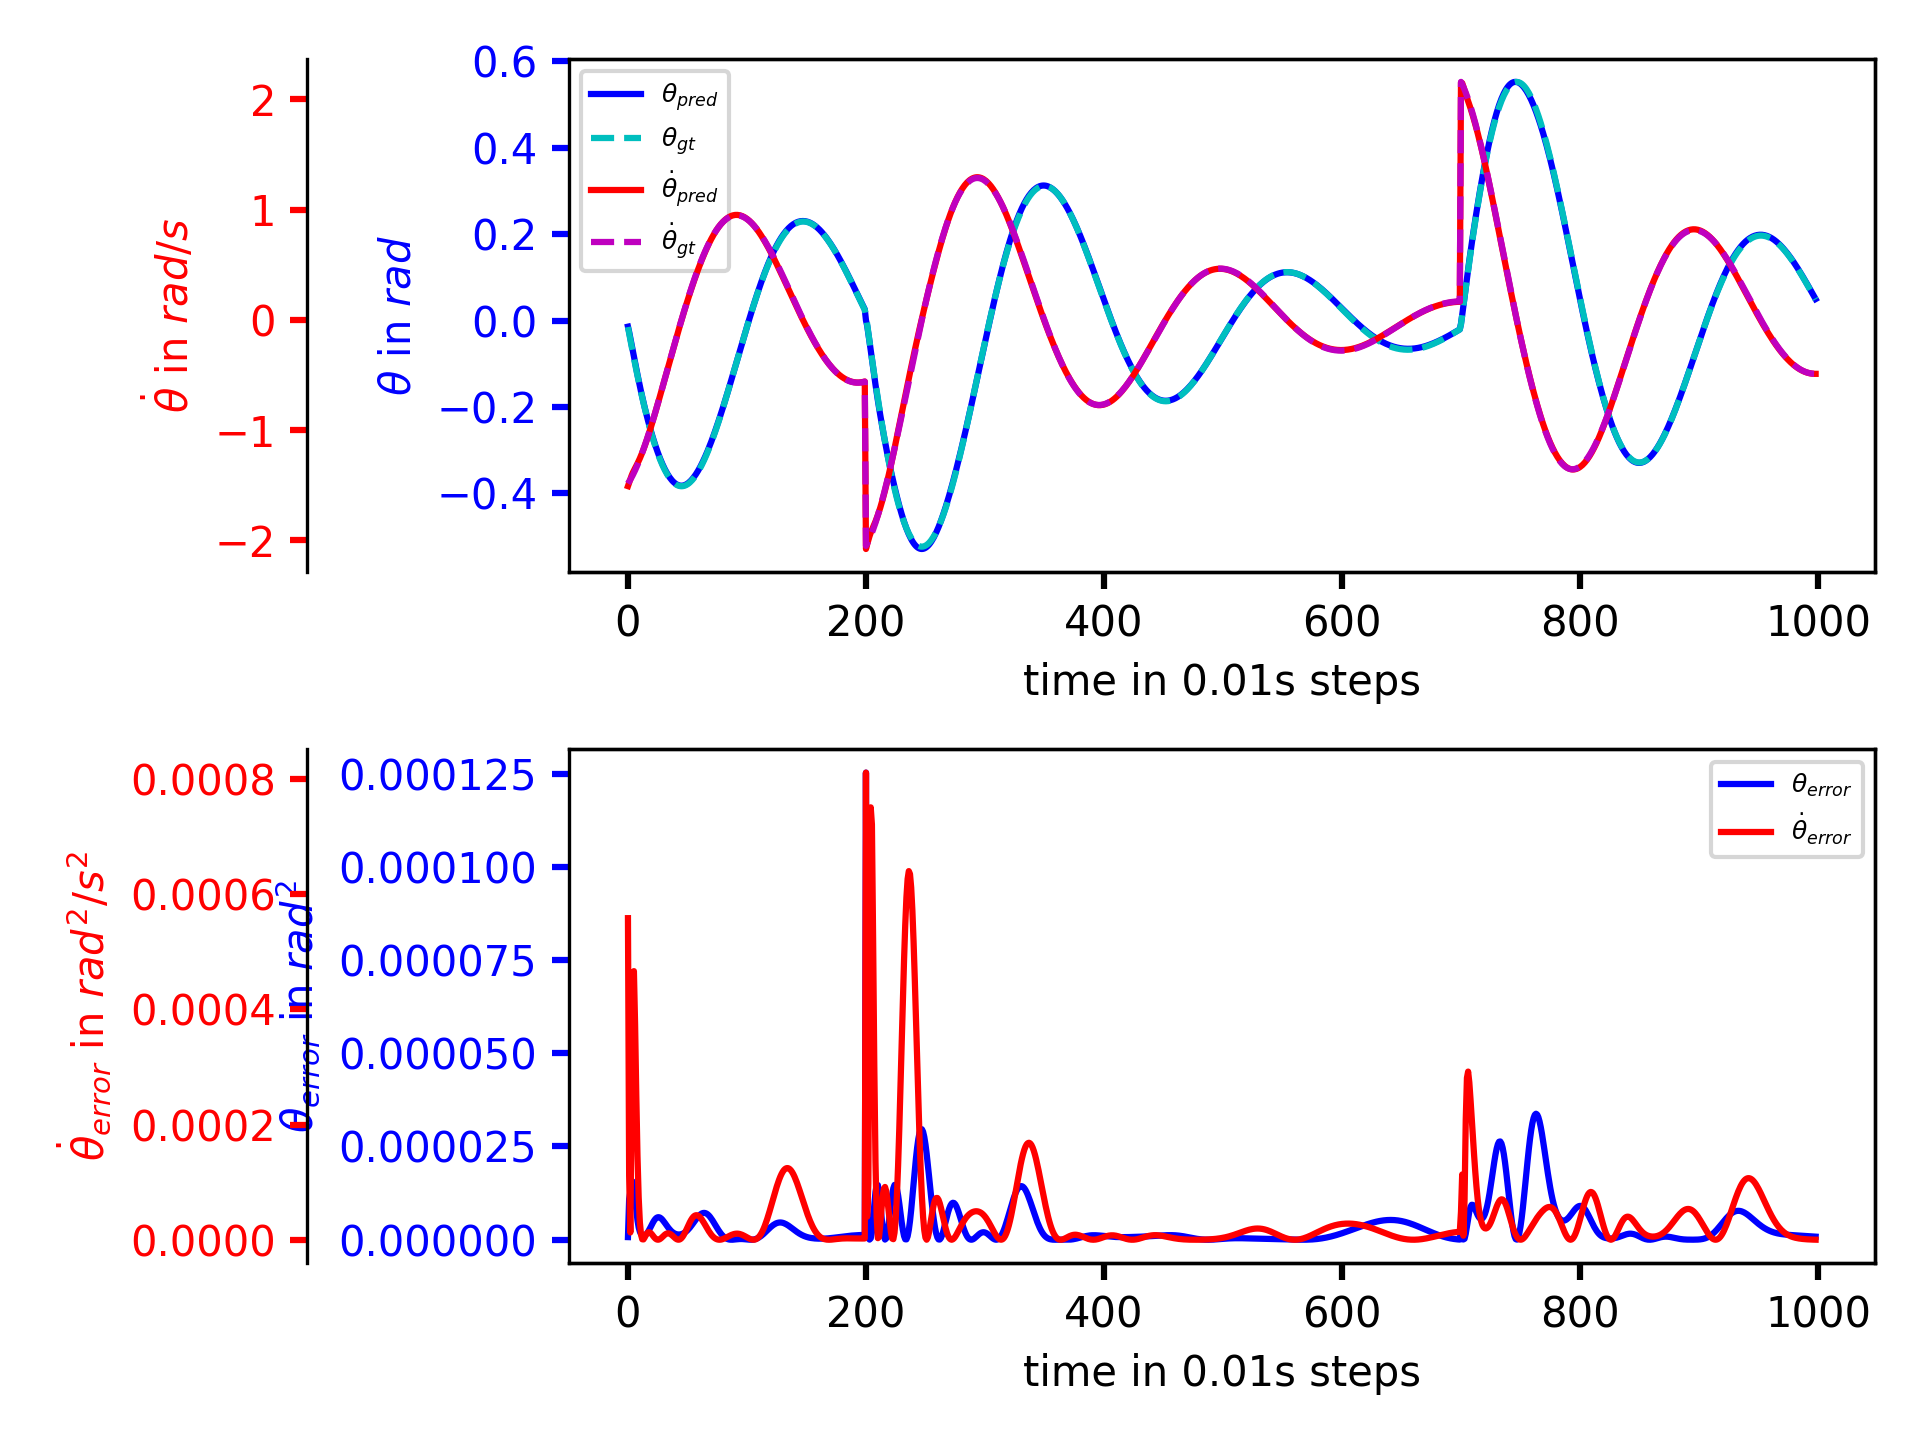 θ̇ in rad/s
2
1
0
−1
−2
θ in rad
0.6
0.4
0.2
0.0
−0.2
−0.4
θpred
θgt
θ̇pred
θ̇gt
0 200 400 600 800 1000
time in 0.01s steps
θ̇error in rad²/s²
0.0008
0.0006
0.0004
0.0002
0.0000
θerror in rad²
0.000125
0.000100
0.000075
0.000050
0.000025
0.000000
θerror
θ̇error
0 200 400 600 800 1000
time in 0.01s steps